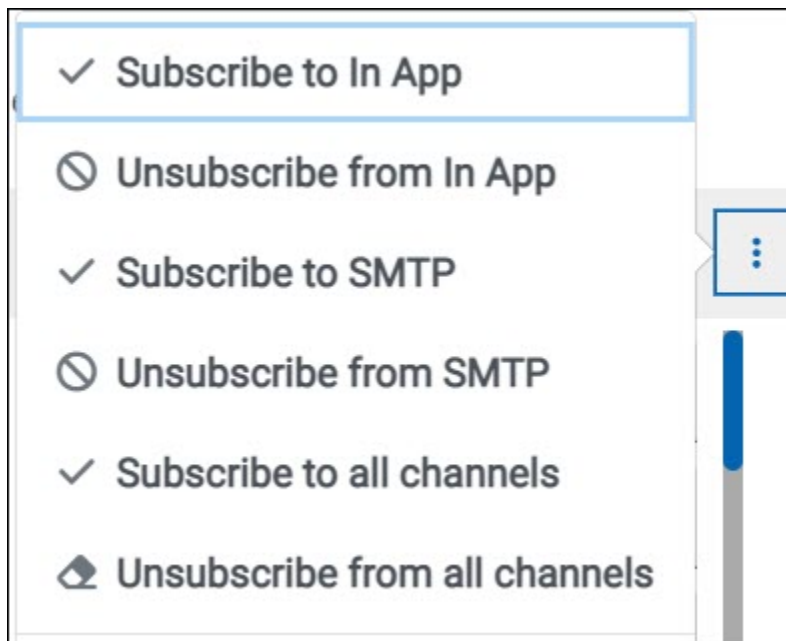 Subscribe to In App
Unsubscribe from In App
Subscribe to SMTP
Unsubscribe from SMTP
Subscribe to all channels
Unsubscribe from all channels